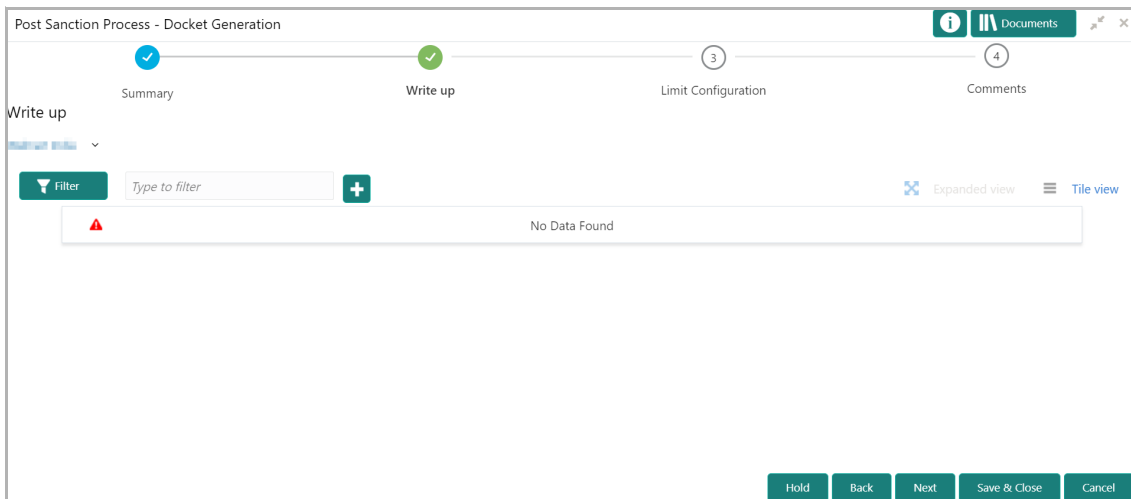 Post Sanction Process - Docket Generation
Documents
3
4
Summary
Write up
Limit Configuration
Comments
Write up
Filter
Type to filter
Expanded view
Tile view
No Data Found
Hold
Back
Next
Save & Close
Cancel